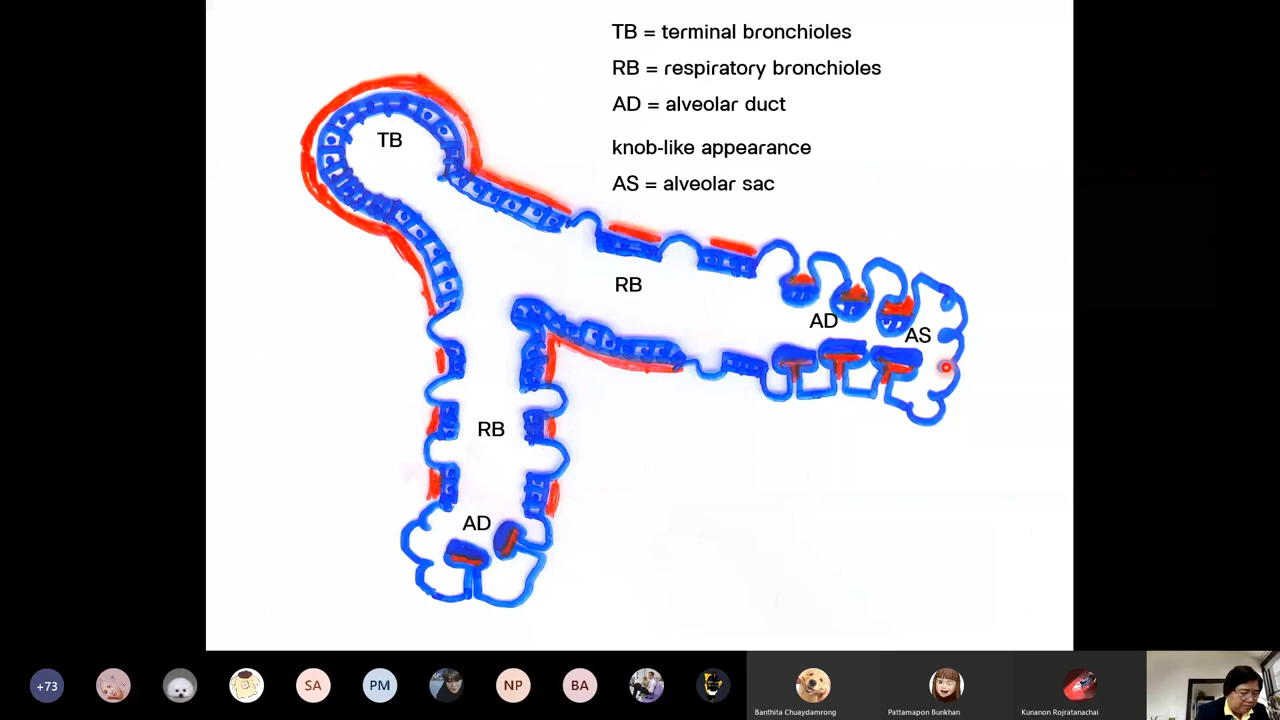 TB = terminal bronchioles
RB = respiratory bronchioles
AD = alveolar duct
knob-like appearance
AS = alveolar sac
TB
RB
AD
AS
RB
AD
+73
SA
PM
NP
BA
Banthita Chuaydamrong
Pattamapon Bunkhan
Kunanon Rojratanachai